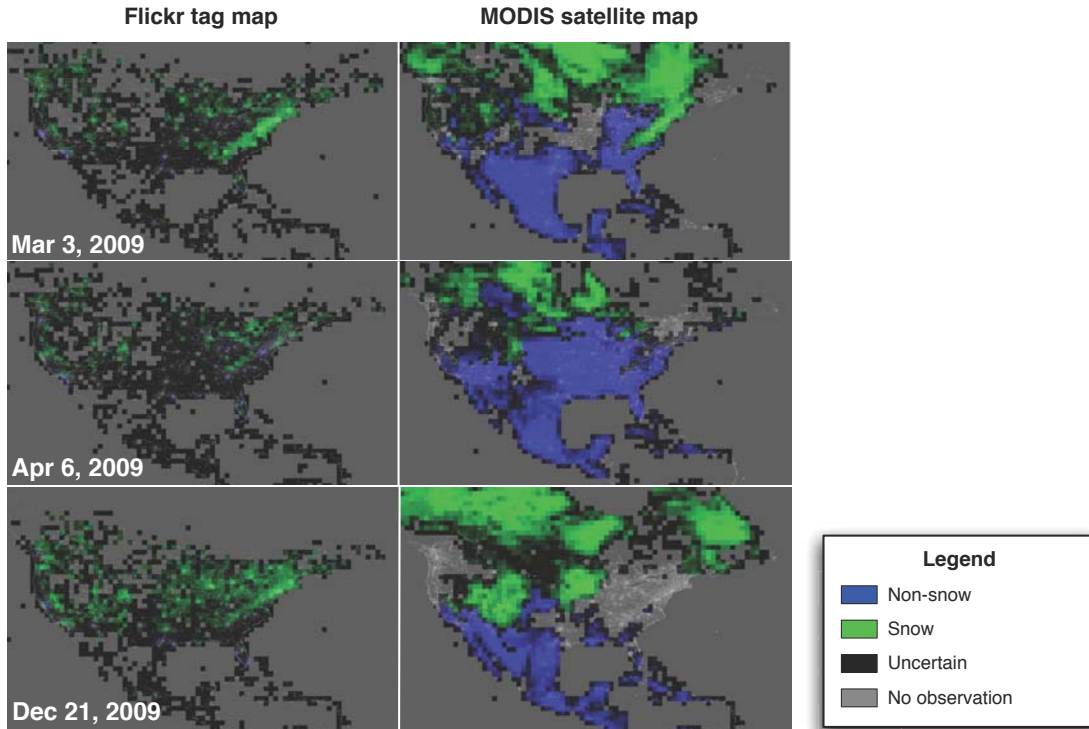 Flickr tag map
MODIS satellite map
Mar 3, 2009
Apr 6, 2009
Dec 21, 2009
Legend
Non-snow
Snow
Uncertain
No observation